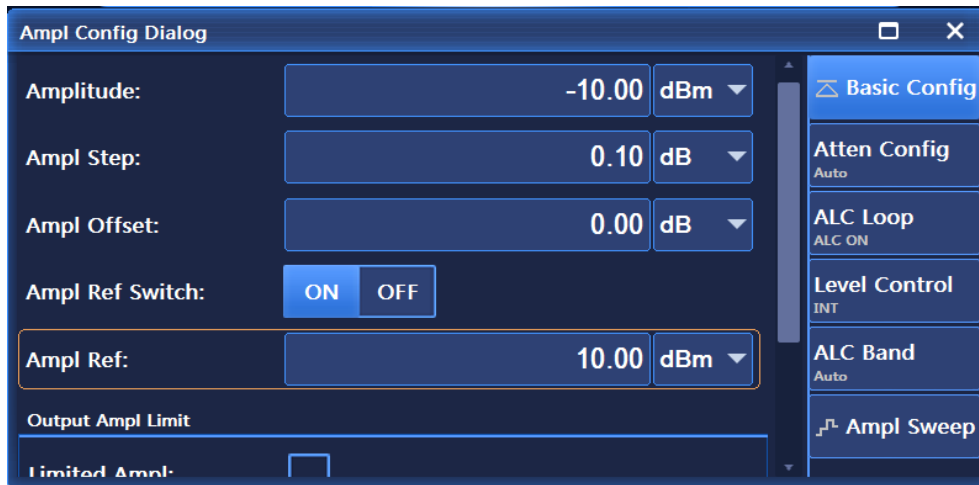 Ampl Config Dialog
Amplitude: -10.00 dBm
Ampl Step: 0.10 dB
Ampl Offset: 0.00 dB
Ampl Ref Switch: ON OFF
Ampl Ref: 10.00 dBm
Output Ampl Limit
Limited Ampl:
Basic Config
Atten Config
Auto
ALC Loop
ALC ON
Level Control
INT
ALC Band
Auto
Ampl Sweep